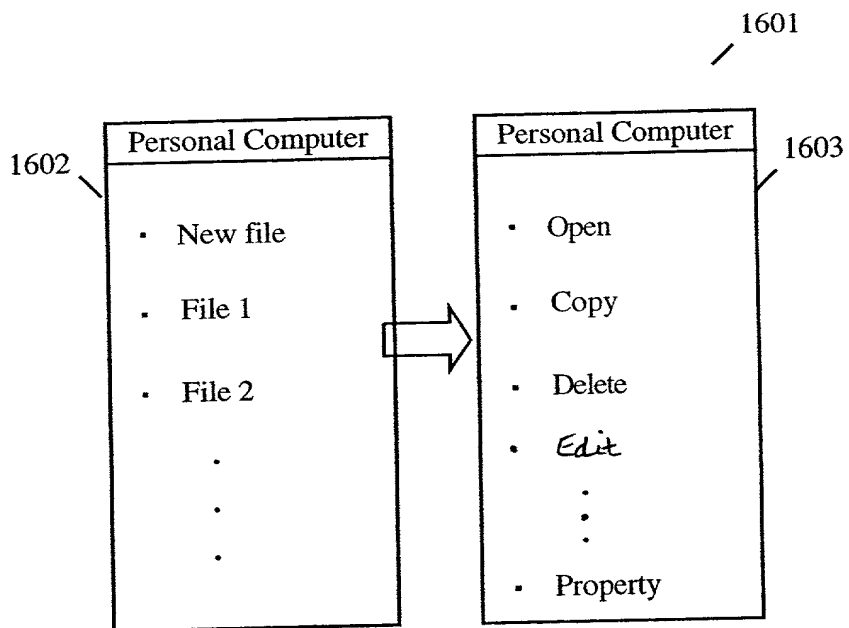 1601
Personal Computer
Personal Computer
1602
1603
· New file
· Open
· File 1
· Copy
· File 2
· Delete
· Edit
· Property